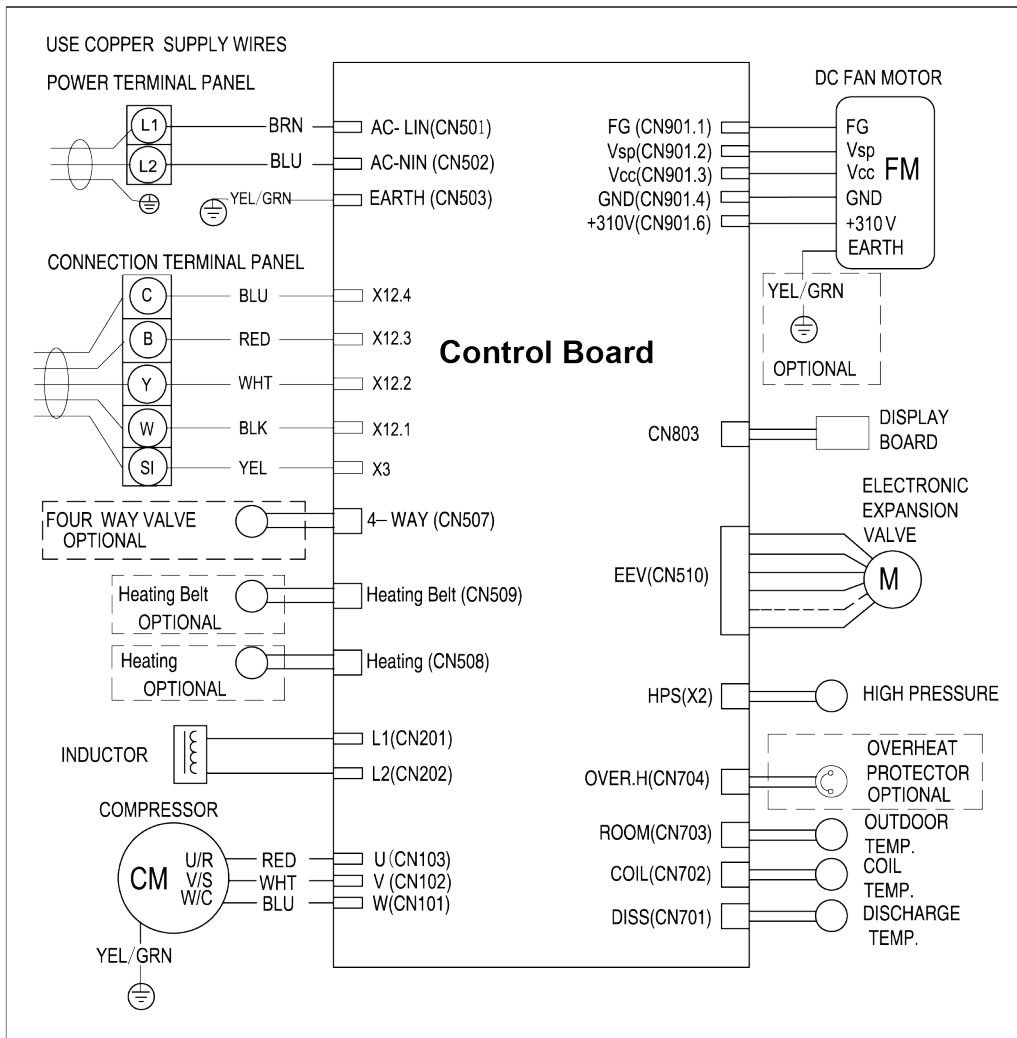 USE COPPER SUPPLY WIRES
POWER TERMINAL PANEL
L1
BRN
AC- LIN(CN501)
L2
BLU
AC-NIN (CN502)
YEL/GRN
EARTH (CN503)
CONNECTION TERMINAL PANEL
C
BLU
X12.4
B
RED
X12.3
Y
WHT
X12.2
W
BLK
X12.1
SI
YEL
X3
FOUR WAY VALVE
OPTIONAL
4-WAY (CN507)
Heating Belt
OPTIONAL
Heating Belt (CN509)
Heating
OPTIONAL
Heating (CN508)
INDUCTOR
L1(CN201)
L2(CN202)
COMPRESSOR
CM
U/R
RED
U(CN103)
V/S
WHT
V (CN102)
W/C
BLU
W(CN101)
YEL/GRN
Control Board
DC FAN MOTOR
FG (CN901.1)
FG
Vsp(CN901.2)
Vsp
Vcc(CN901.3)
Vcc
FM
GND(CN901.4)
GND
+310V(CN901.6)
+310 V
EARTH
YEL/GRN
OPTIONAL
CN803
DISPLAY
BOARD
ELECTRONIC
EXPANSION
VALVE
EEV(CN510)
M
HPS(X2)
HIGH PRESSURE
OVER.H(CN704)
OVERHEAT
PROTECTOR
OPTIONAL
ROOM(CN703)
OUTDOOR
TEMP.
COIL(CN702)
COIL
TEMP.
DISS(CN701)
DISCHARGE
TEMP.